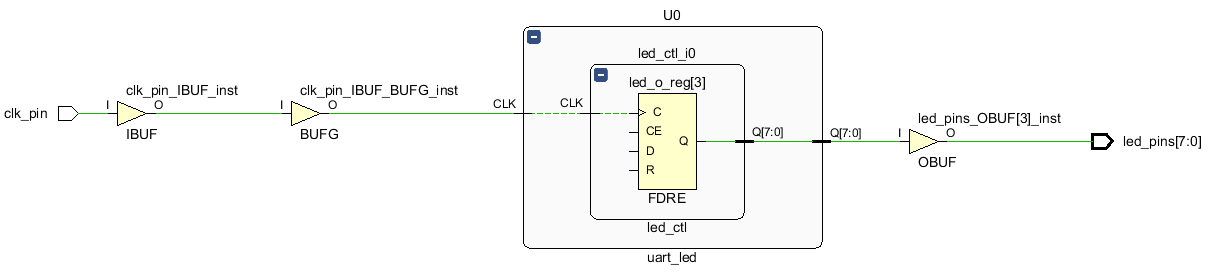 U0
led_ctl_i0
clk_pin_IBUF_inst
clk_pin_IBUF_BUFG_inst
led_o_reg[3]
clk_pin
I
O
IBUF
I
O
BUFG
CLK
CLK
C
CE
D
R
Q
FDRE
Q[7:0]
Q[7:0]
led_pins_OBUF[3]_inst
I
O
OBUF
led_pins[7:0]
led_ctl
uart_led